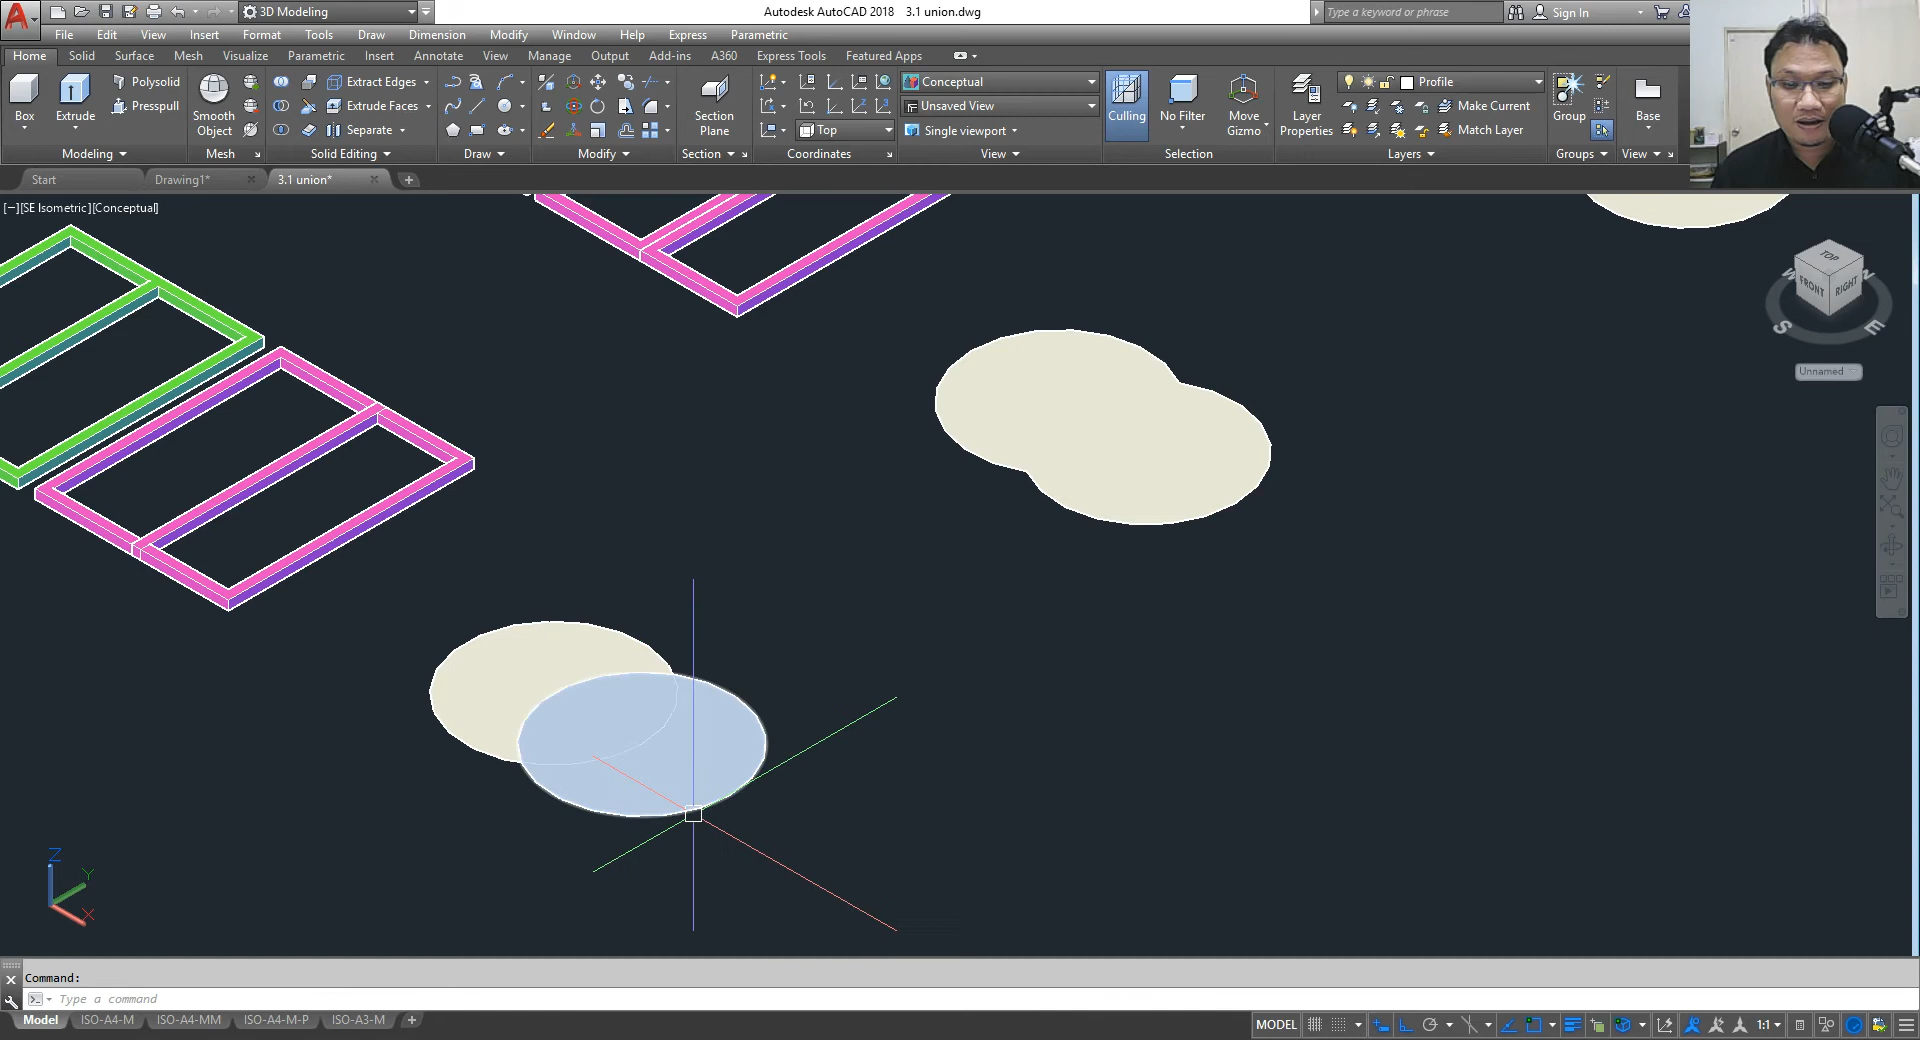 3D Modeling
Autodesk AutoCAD 2018 3.1 union.dwg
Type a keyword or phrase
Sign In
File Edit View Insert Format Tools Draw Dimension Modify Window Help Express Parametric
Home Solid Surface Mesh Visualize Parametric Insert Annotate View Manage Output Add-ins A360 Express Tools Featured Apps
Box
Extrude
Polysolid
Presspull
Modeling
Smooth
Object
Mesh
Extract Edges
Extrude Faces
Separate
Solid Editing
Draw
Modify
Section
Plane
Section
Top
Coordinates
Conceptual
Unsaved View
Single viewport
View
Culling
No Filter
Move
Gizmo
Selection
Layer
Properties
Profile
Make Current
Match Layer
Layers
Group
Groups
Base
View
Start
Drawing1*
3.1 union*
[−][SE Isometric][Conceptual]
TOP
FRONT
RIGHT
W
N
S
E
Unnamed
Z
Y
X
Command:
Type a command
Model ISO-A4-M ISO-A4-MM ISO-A4-M-P ISO-A3-M
MODEL
1:1